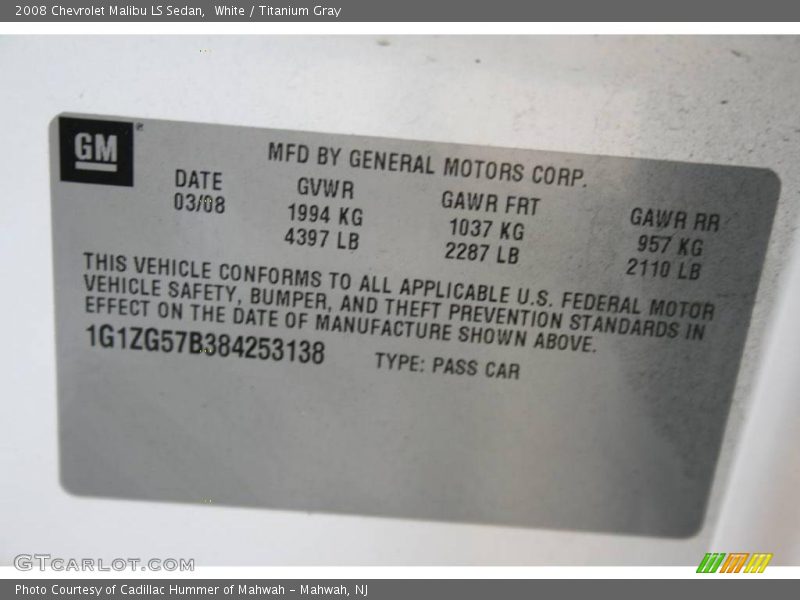 2008 Chevrolet Malibu LS Sedan, White / Titanium Gray
GM
MFD BY GENERAL MOTORS CORP.
DATE GVWR GAWR FRT GAWR RR
03/08 1994 KG 1037 KG 957 KG
4397 LB 2287 LB 2110 LB
THIS VEHICLE CONFORMS TO ALL APPLICABLE U.S. FEDERAL MOTOR
VEHICLE SAFETY, BUMPER, AND THEFT PREVENTION STANDARDS IN
EFFECT ON THE DATE OF MANUFACTURE SHOWN ABOVE.
1G1ZG57B384253138 TYPE: PASS CAR
GTCARLOT.COM
Photo Courtesy of Cadillac Hummer of Mahwah - Mahwah, NJ